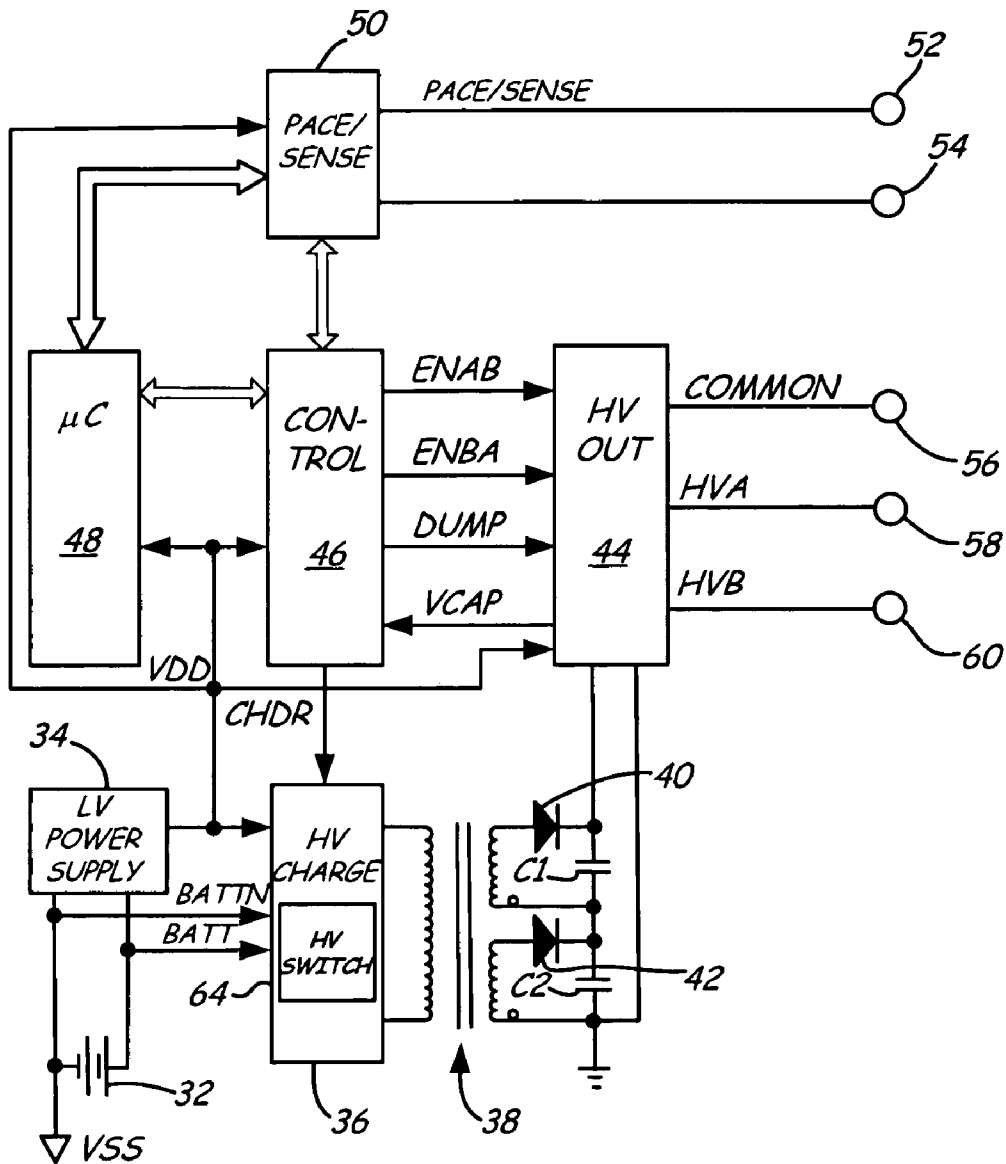 50
52
PACE/SENSE
PACE/
SENSE
54
ENAB
COMMON
μC
CON-
TROL
HV
OUT
ENBA
56
HVA
48
46
DUMP
44
58
VCAP
HVB
60
VDD
CHDR
34
40
LV
POWER
SUPPLY
HV
CHARGE
C1
BATTN
BATT
HV
SWITCH
64
C2
42
32
36
38
VSS